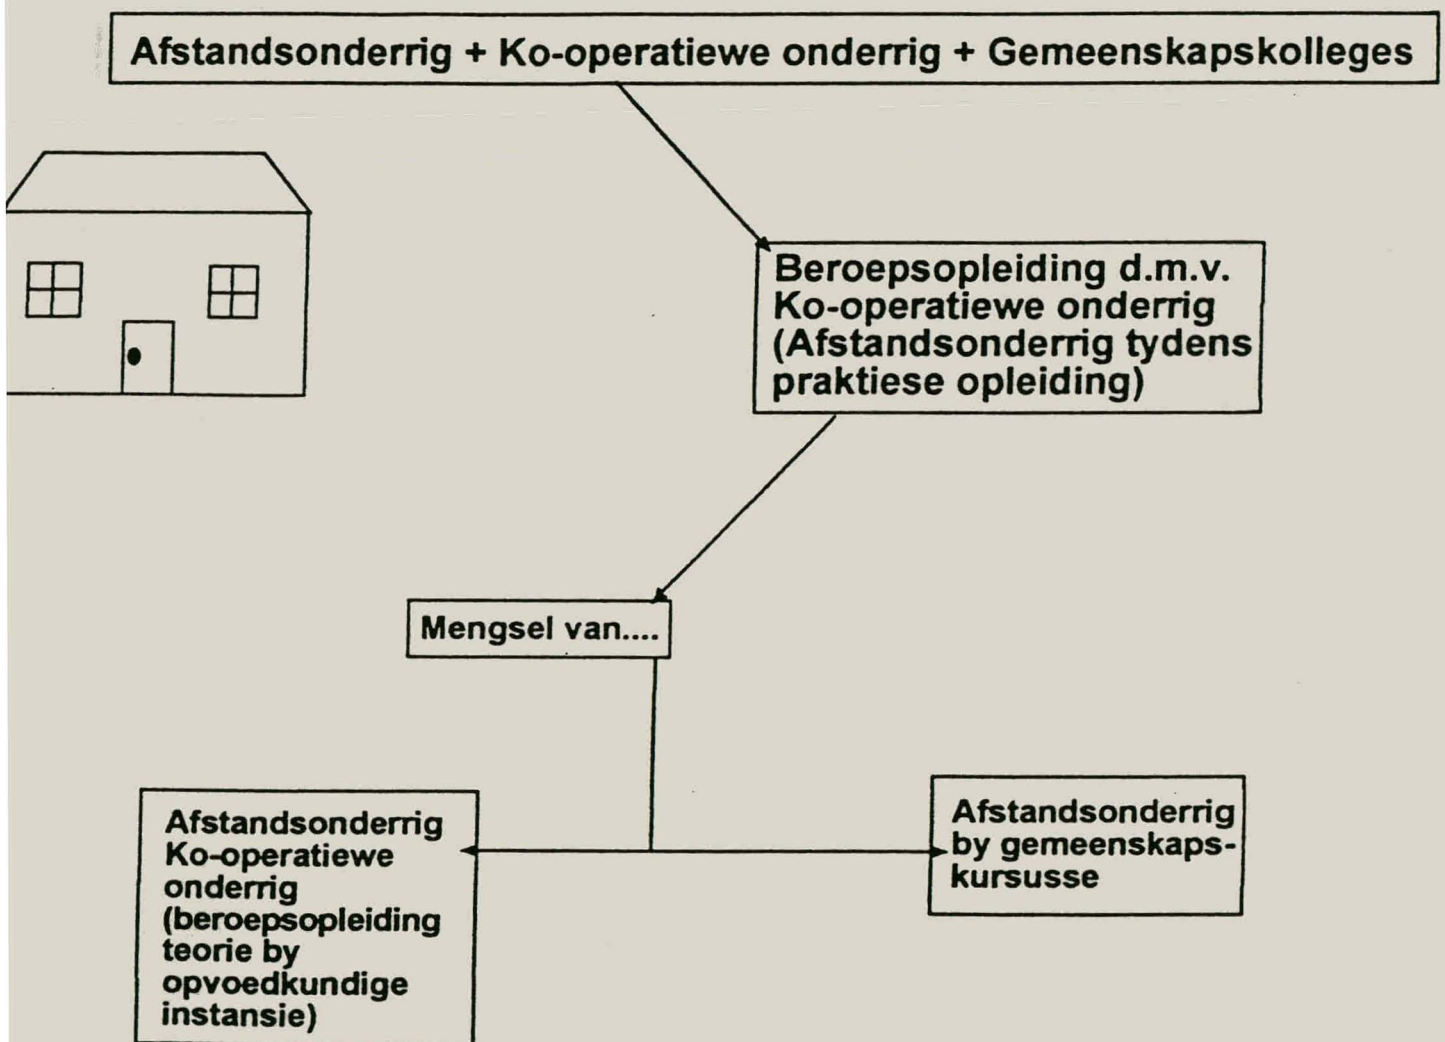 Afstandsonderrig + Ko-operatiewe onderrig + Gemeenskapskolleges
Beroepsopleiding d.m.v.
Ko-operatiewe onderrig
(Afstandsonderrig tydens
praktiese opleiding)
Mengsel van....
Afstandsonderrig
Ko-operatiewe
onderrig
(beroepsopleiding
teorie by
opvoedkundige
instansie)
Afstandsonderrig
by gemeenskaps-
kursusse